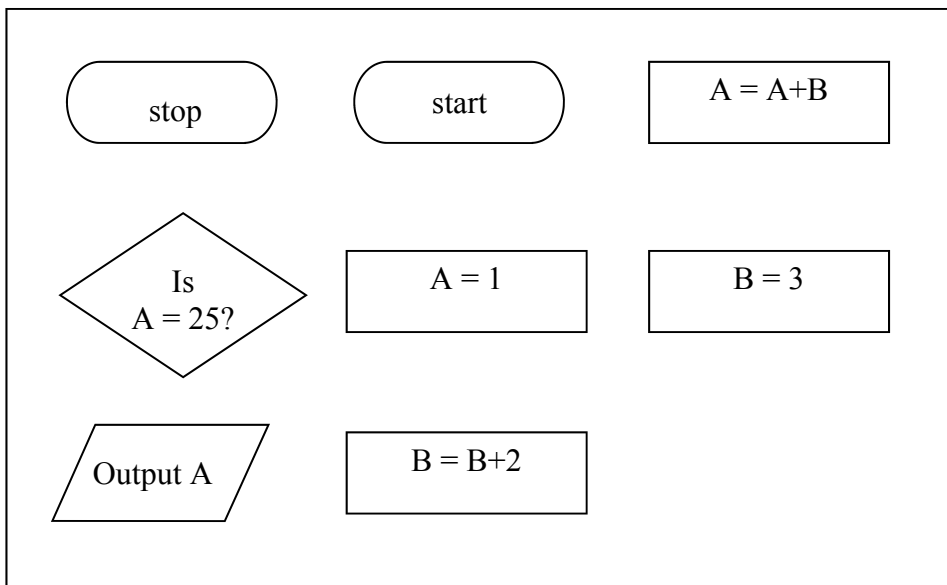 stop
start
A = A+B
Is
A = 25?
A = 1
B = 3
Output A
B = B+2